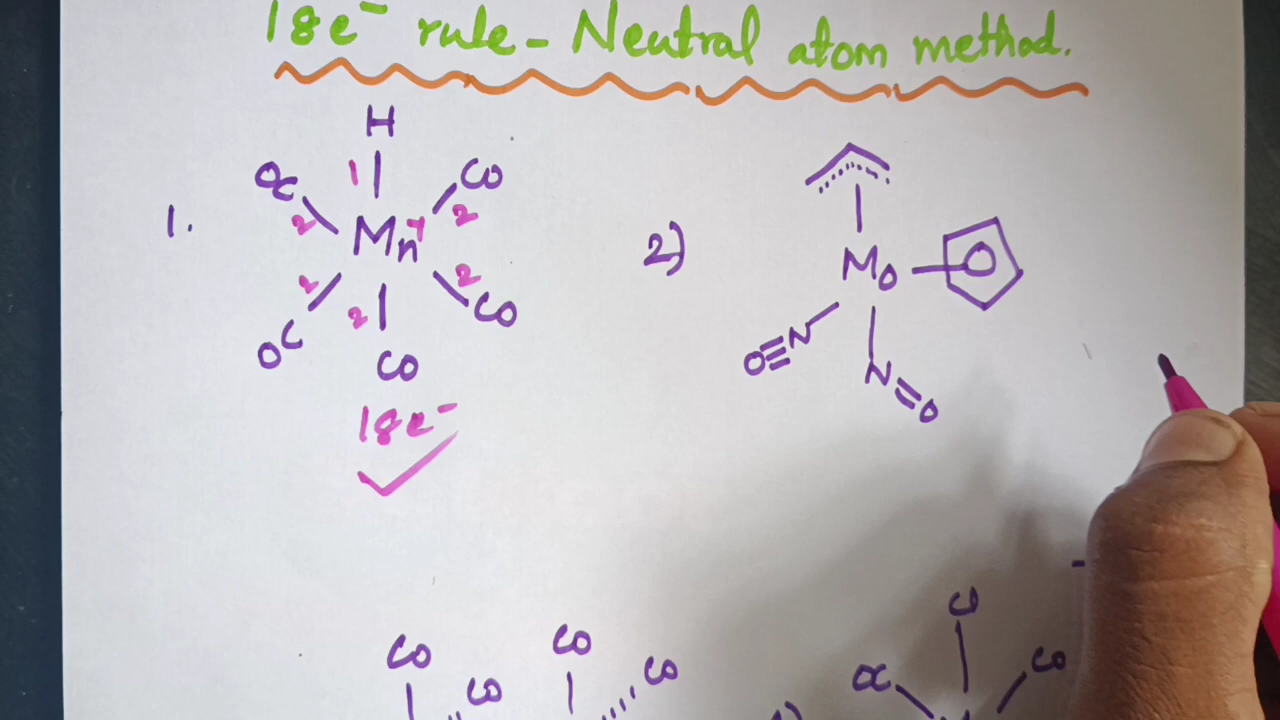 18e⁻ rule - Neutral atom method.
H
OC CO
1
2 2
1. Mn 7
2 2
2
OC CO CO
18e⁻
2)
Mo
O≡N N≡O
CO CO
CO CO
OC CO